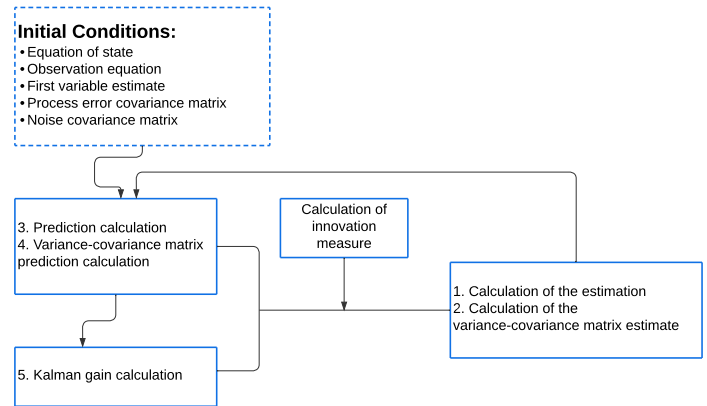 Initial Conditions:
• Equation of state
• Observation equation
• First variable estimate
• Process error covariance matrix
• Noise covariance matrix
3. Prediction calculation
4. Variance-covariance matrix
prediction calculation
Calculation of
innovation
measure
1. Calculation of the estimation
2. Calculation of the
variance-covariance matrix estimate
5. Kalman gain calculation